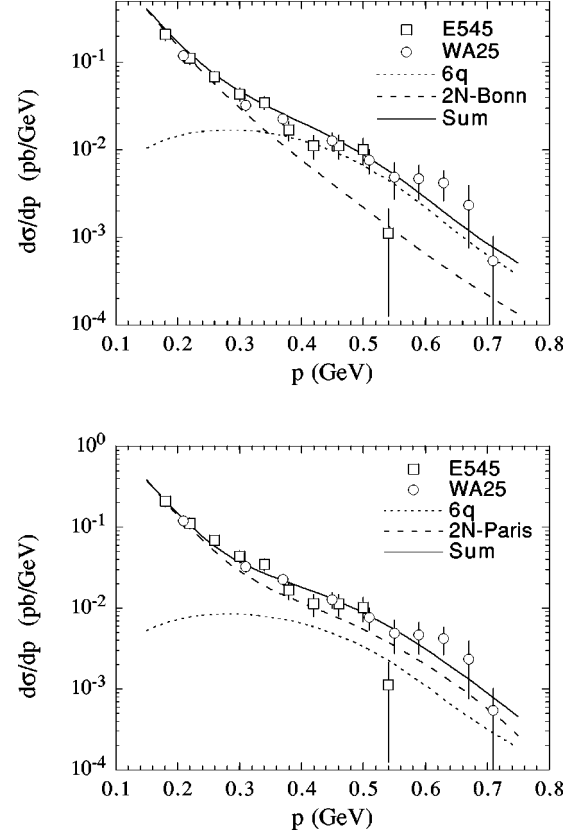 10⁻¹
10⁻²
10⁻³
10⁻⁴
dσ/dp (pb/GeV)
E545
WA25
6q
2N-Bonn
Sum
0.1 0.2 0.3 0.4 0.5 0.6 0.7 0.8
p (GeV)
10⁰
10⁻¹
10⁻²
10⁻³
10⁻⁴
dσ/dp (pb/GeV)
E545
WA25
6q
2N-Paris
Sum
0.1 0.2 0.3 0.4 0.5 0.6 0.7 0.8
p (GeV)